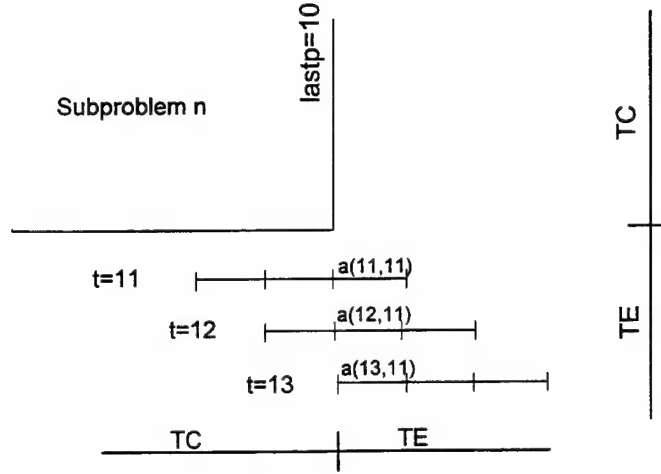 lastp=10
Subproblem n
TC
a(11,11)
t=11
a(12,11)
t=12
TE
a(13,11)
t=13
TC
TE